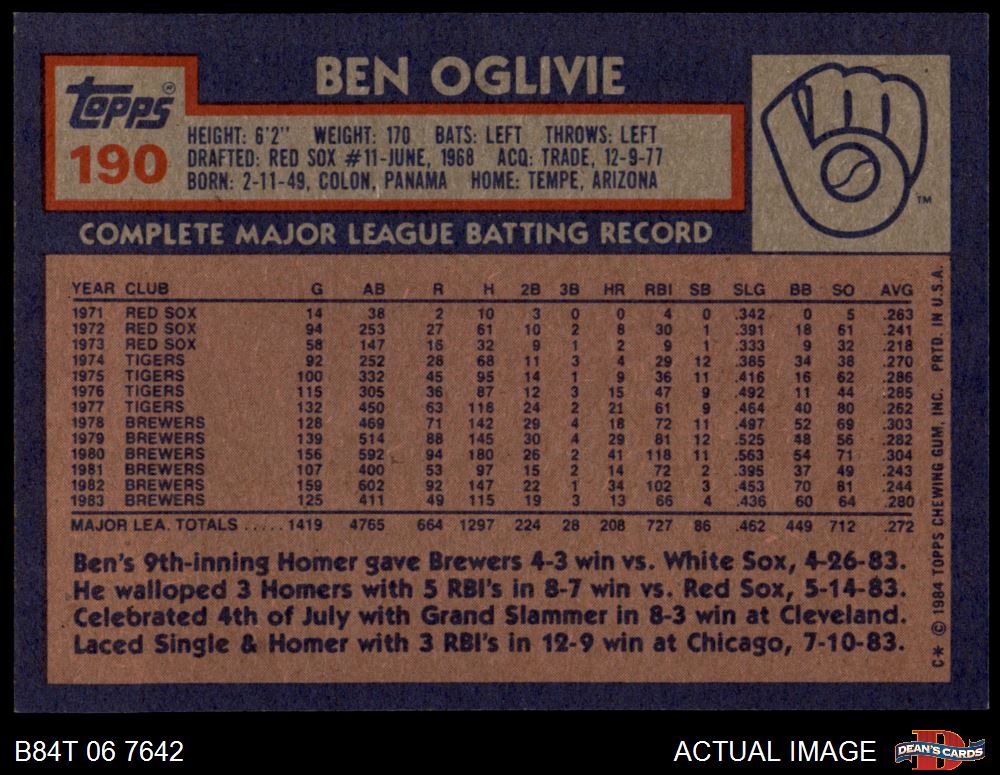 BEN OGLIVIE
Topps®
190
HEIGHT: 6'2" WEIGHT: 170 BATS: LEFT THROWS: LEFT
DRAFTED: RED SOX #11-JUNE, 1968 ACQ: TRADE, 12-9-77
BORN: 2-11-49, COLON, PANAMA HOME: TEMPE, ARIZONA
TM
COMPLETE MAJOR LEAGUE BATTING RECORD
YEAR CLUB G AB R H 2B 3B HR RBI SB SLG BB SO AVG
1971 RED SOX 14 38 2 10 3 0 0 4 0 .342 0 5 .263
1972 RED SOX 94 253 27 61 10 2 8 30 1 .391 18 61 .241
1973 RED SOX 58 147 16 32 9 1 2 9 1 .333 9 32 .218
1974 TIGERS 92 252 28 68 11 3 4 29 12 .385 34 38 .270
1975 TIGERS 100 332 45 95 14 1 9 36 11 .416 16 62 .286
1976 TIGERS 115 305 36 87 12 3 15 47 9 .492 11 44 .285
1977 TIGERS 132 450 63 118 24 2 21 61 9 .464 40 80 .262
1978 BREWERS 128 469 71 142 29 4 18 72 11 .497 52 69 .303
1979 BREWERS 139 514 88 145 30 4 29 81 12 .525 48 56 .282
1980 BREWERS 156 592 94 180 26 2 41 118 11 .563 54 71 .304
1981 BREWERS 107 400 53 97 15 2 14 72 2 .395 37 49 .243
1982 BREWERS 159 602 92 147 22 1 34 102 3 .453 70 81 .244
1983 BREWERS 125 411 49 115 19 3 13 66 4 .436 60 64 .280
MAJOR LEA. TOTALS ..... 1419 4765 664 1297 224 28 208 727 86 .462 449 712 .272
Ben's 9th-inning Homer gave Brewers 4-3 win vs. White Sox, 4-26-83.
He walloped 3 Homers with 5 RBI's in 8-7 win vs. Red Sox, 5-14-83.
Celebrated 4th of July with Grand Slammer in 8-3 win at Cleveland.
Laced Single & Homer with 3 RBI's in 12-9 win at Chicago, 7-10-83.
C* © 1984 TOPPS CHEWING GUM, INC. PRTD. IN U.S.A.
B84T 06 7642
ACTUAL IMAGE
DEAN'S CARDS